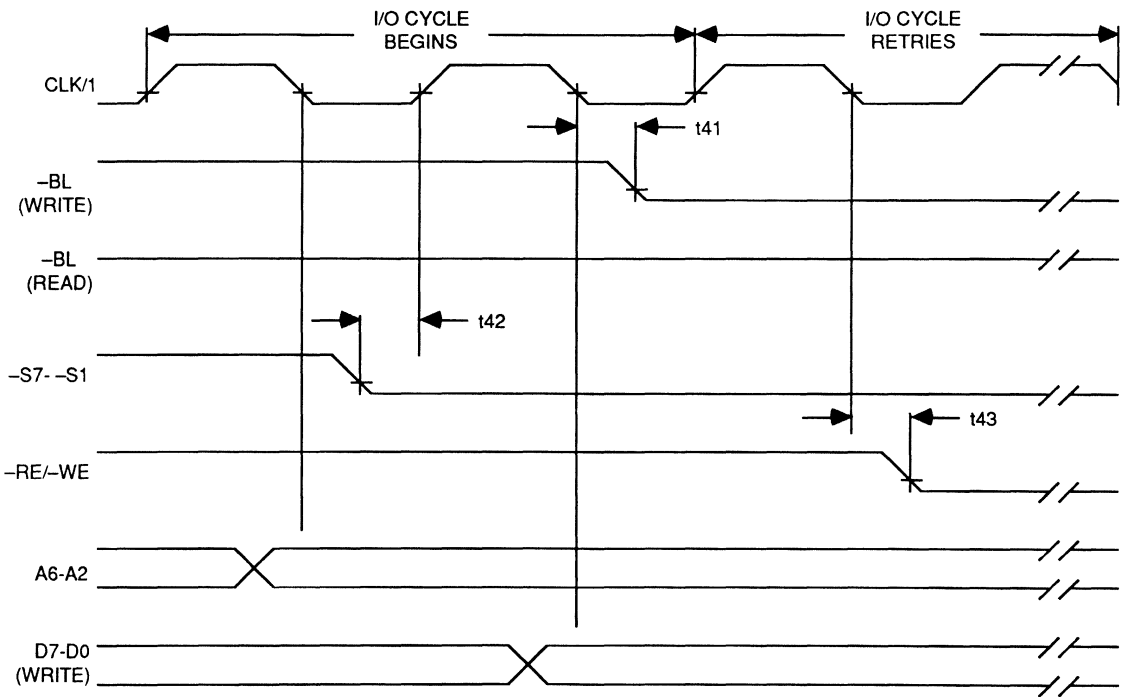 I/O CYCLE
BEGINS
I/O CYCLE
RETRIES
CLK/1
t41
–BL
(WRITE)
–BL
(READ)
t42
–S7- –S1
t43
–RE/–WE
A6-A2
D7-D0
(WRITE)